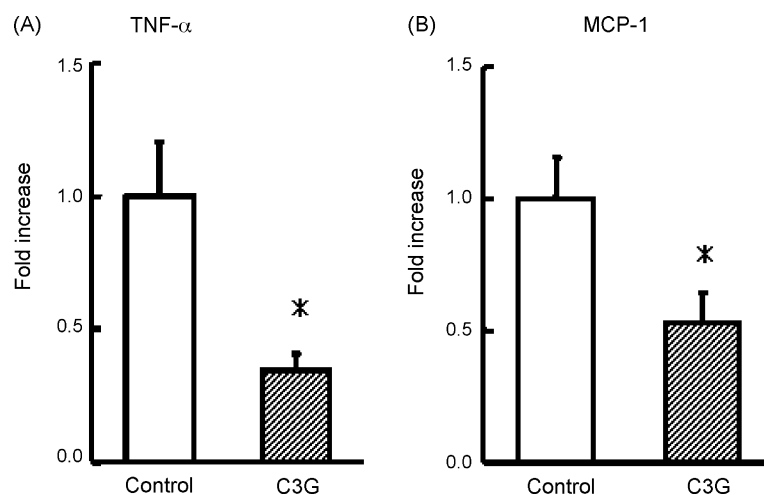 (A) TNF-α
1.5
1.0
0.5
0.0
Fold increase
Control C3G
*
(B) MCP-1
1.5
1.0
0.5
0.0
Fold increase
Control C3G
*